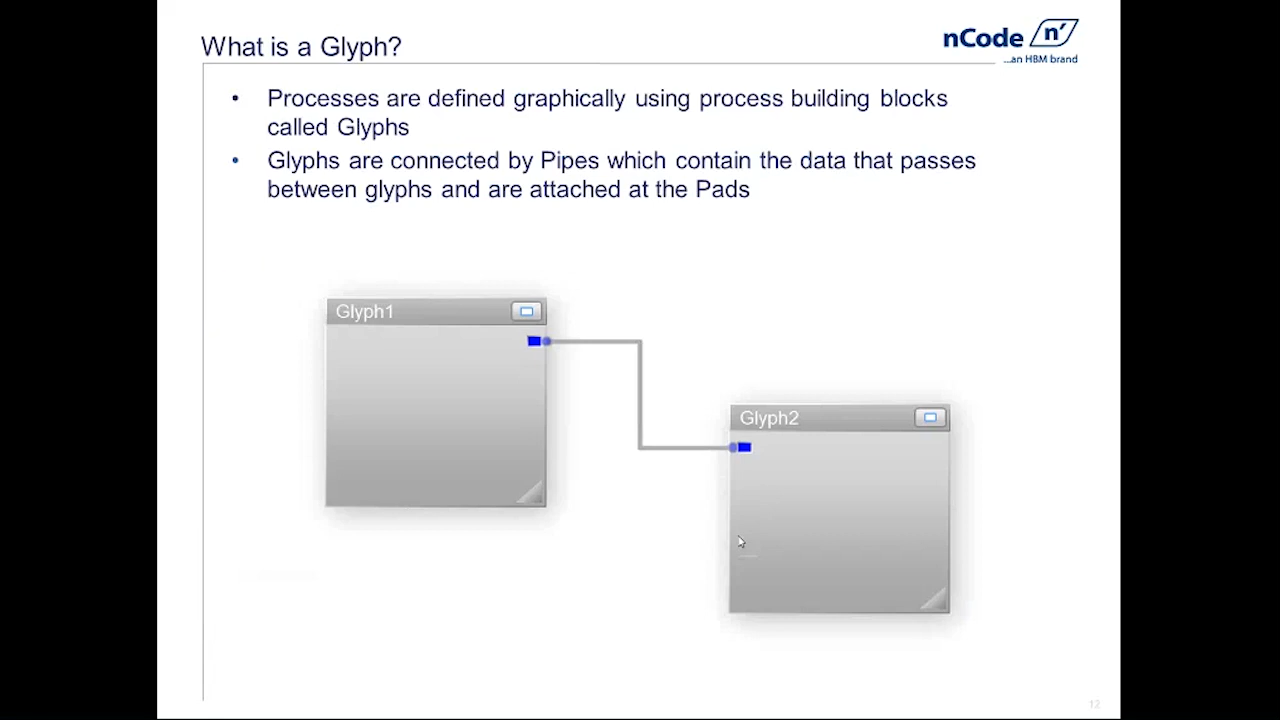 What is a Glyph?
nCode n'
...an HBM brand
• Processes are defined graphically using process building blocks
called Glyphs
• Glyphs are connected by Pipes which contain the data that passes
between glyphs and are attached at the Pads
Glyph1
Glyph2
12